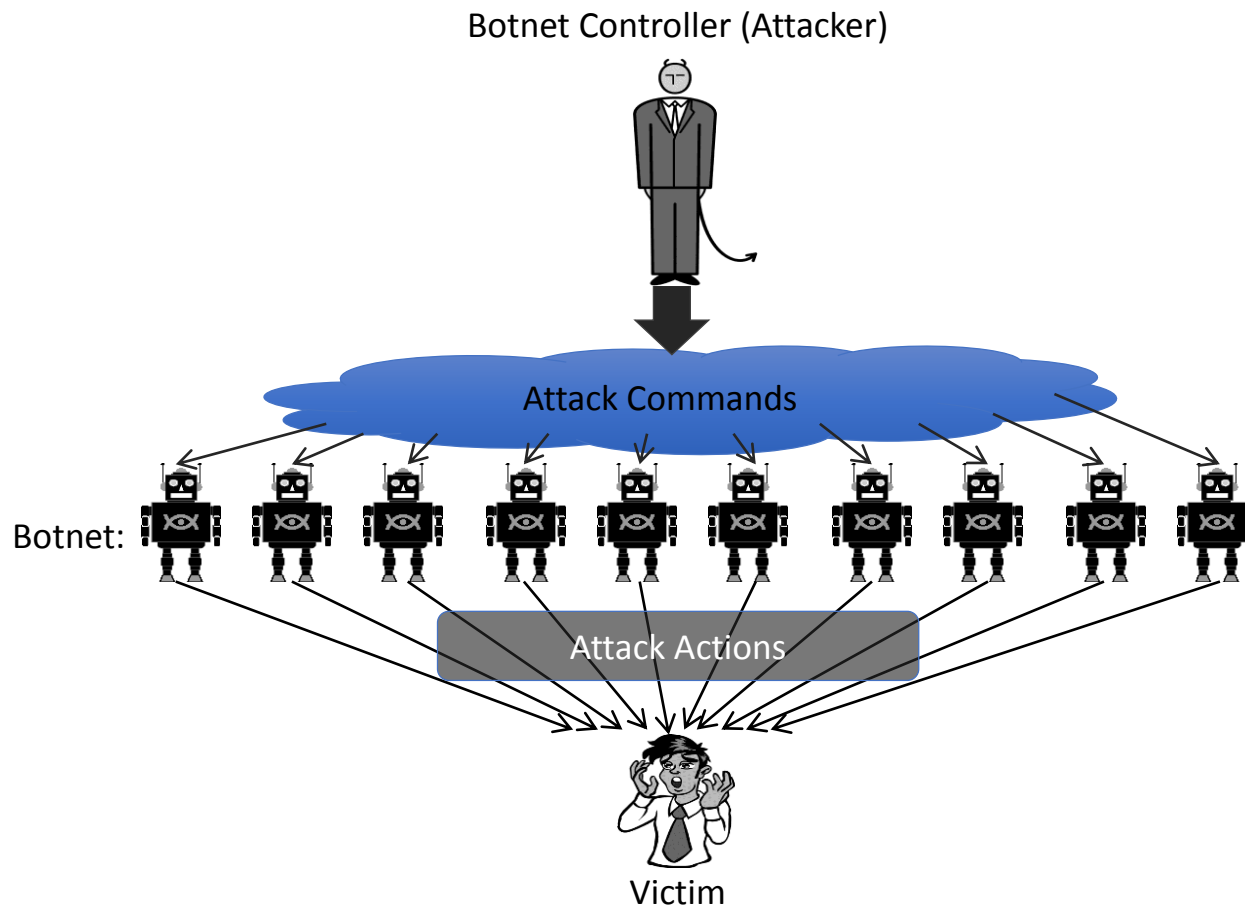 Botnet Controller (Attacker)
Attack Commands
Botnet:
Attack Actions
Victim